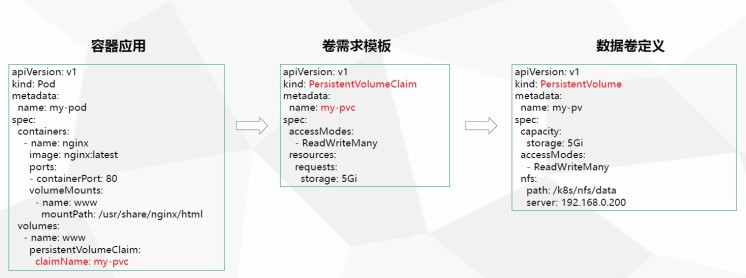 容器应用
apiVersion: v1
kind: Pod
metadata:
  name: my-pod
spec:
  containers:
    - name: nginx
      image: nginx:latest
      ports:
      - containerPort: 80
      volumeMounts:
        - name: www
          mountPath: /usr/share/nginx/html
  volumes:
    - name: www
      persistentVolumeClaim:
        claimName: my-pvc
卷需求模板
apiVersion: v1
kind: PersistentVolumeClaim
metadata:
  name: my-pvc
spec:
  accessModes:
    - ReadWriteMany
  resources:
    requests:
      storage: 5Gi
数据卷定义
apiVersion: v1
kind: PersistentVolume
metadata:
  name: my-pv
spec:
  capacity:
    storage: 5Gi
  accessModes:
    - ReadWriteMany
  nfs:
    path: /k8s/nfs/data
    server: 192.168.0.200